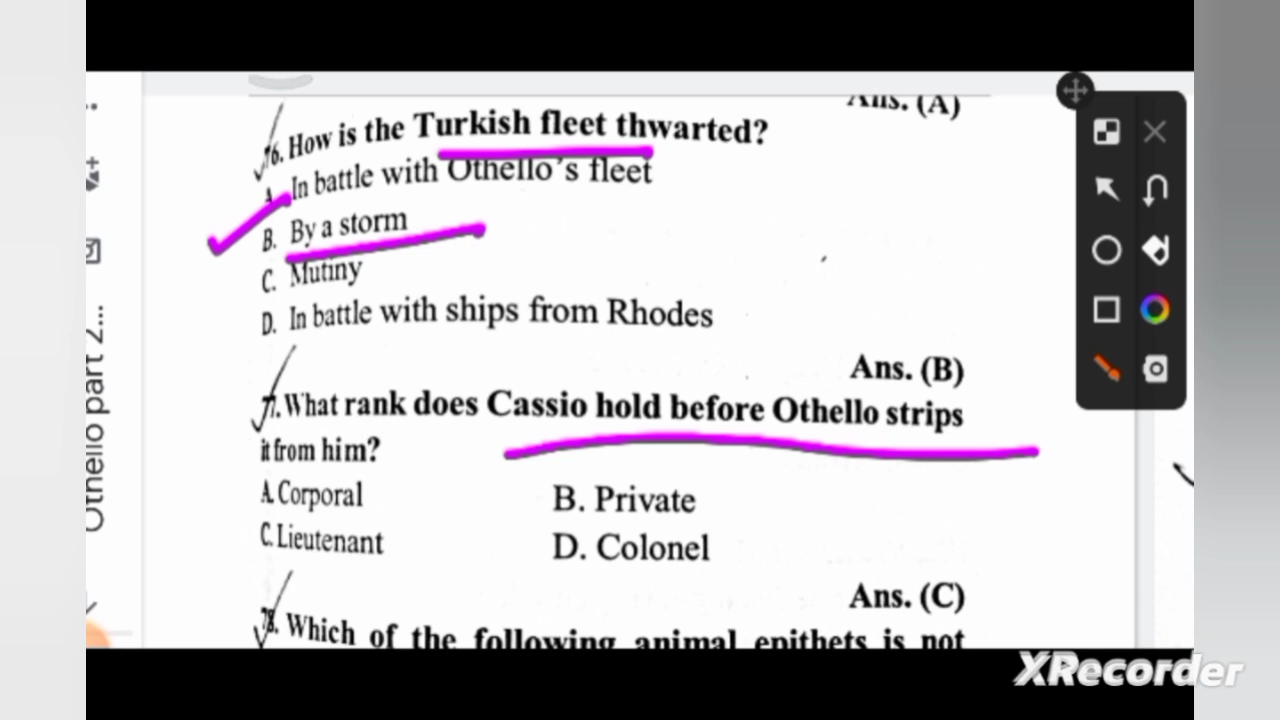 Ans. (A)
76. How is the Turkish fleet thwarted?
A. In battle with Othello's fleet
B. By a storm
C. Mutiny
D. In battle with ships from Rhodes
Ans. (B)
77. What rank does Cassio hold before Othello strips
it from him?
A. Corporal B. Private
C. Lieutenant D. Colonel
Ans. (C)
78. Which of the following animal epithets is not
Othello part 2...
XRecorder